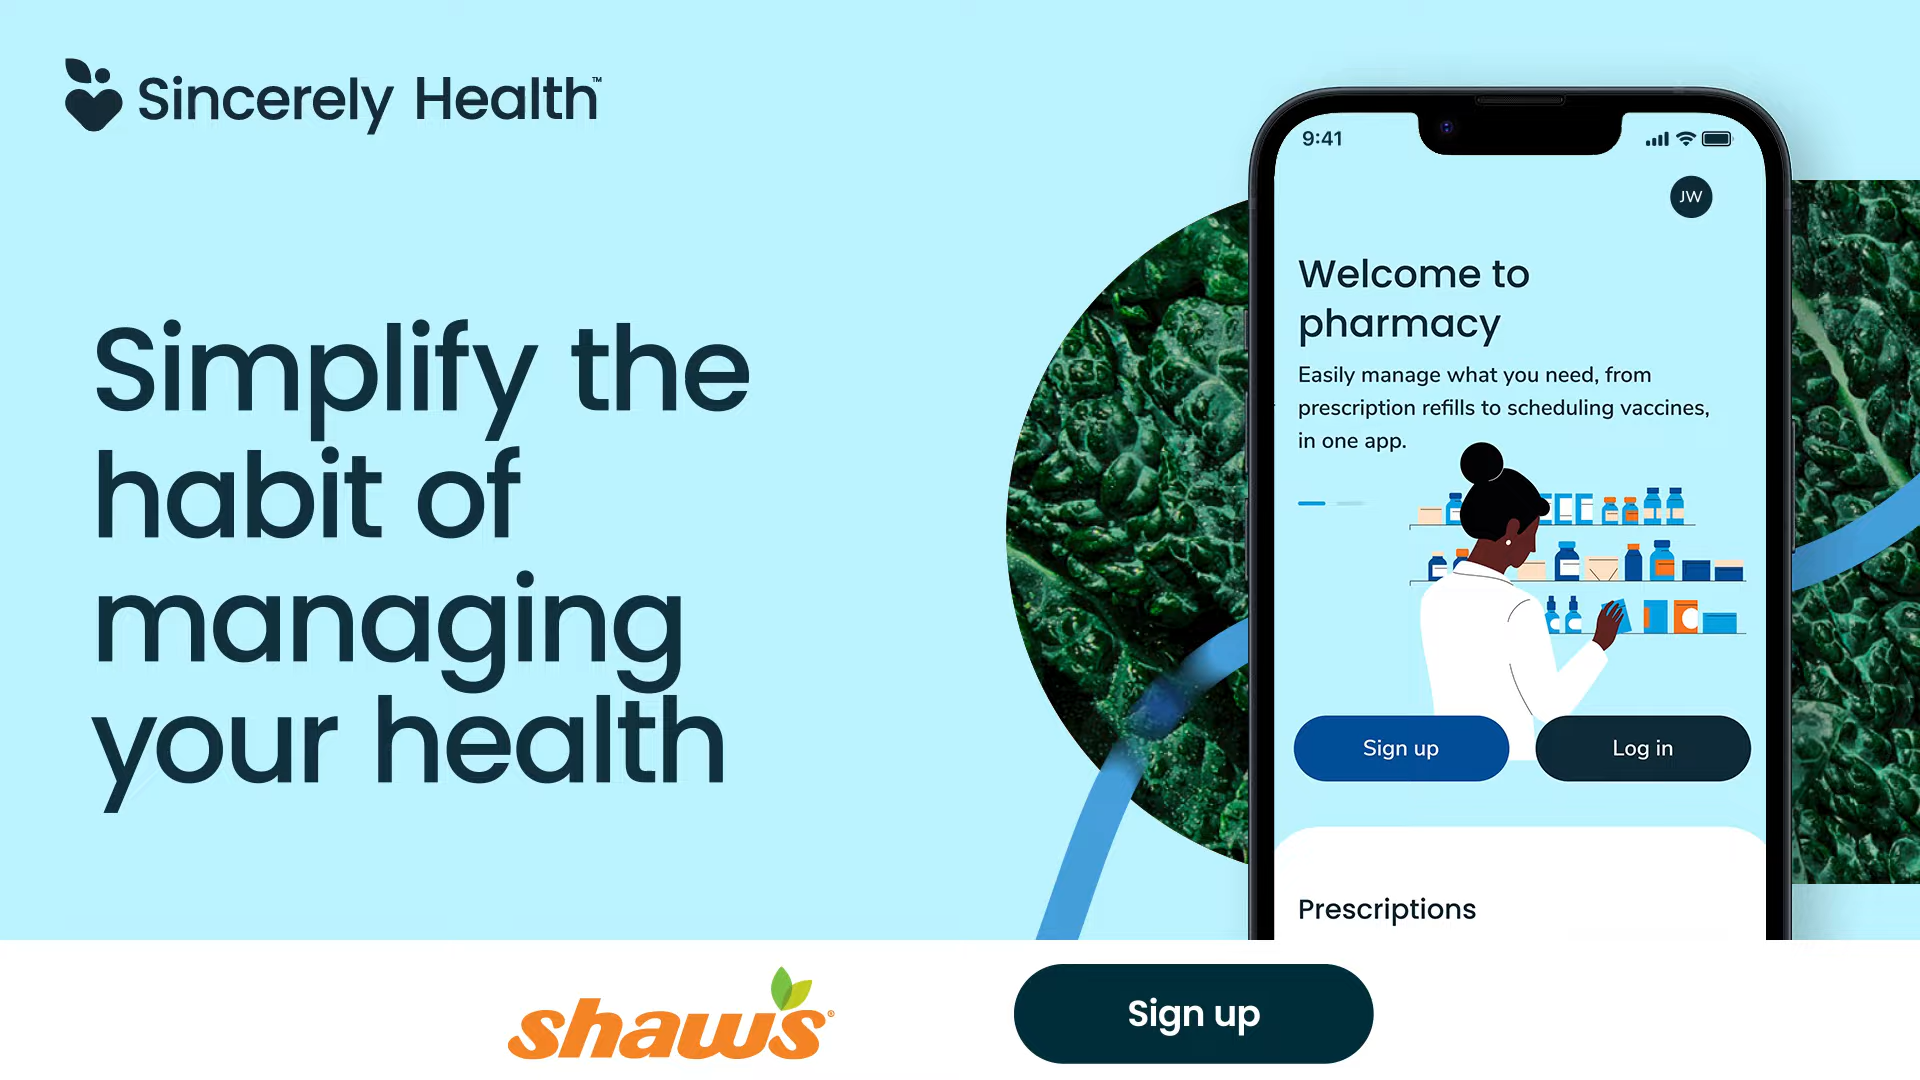 Sincerely Health™
Simplify the
habit of
managing
your health
9:41
JW
Welcome to
pharmacy
Easily manage what you need, from
prescription refills to scheduling vaccines,
in one app.
Sign up
Log in
Prescriptions
shaw's®
Sign up